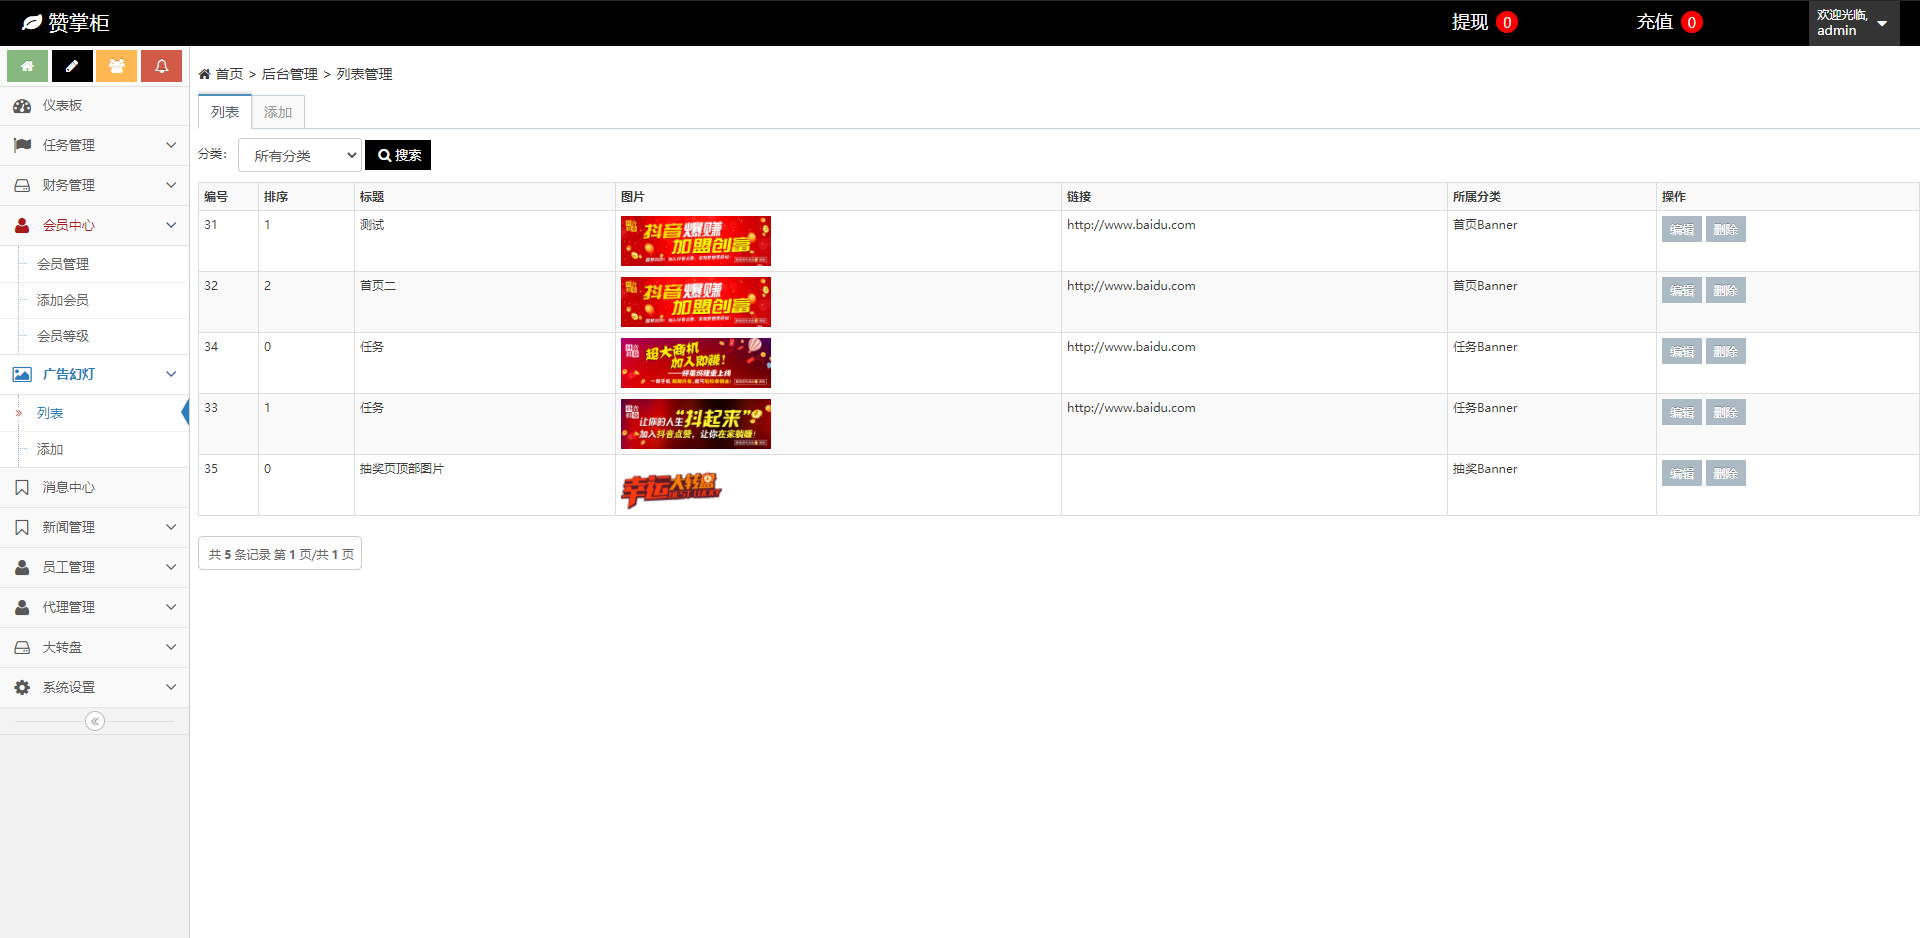 赞掌柜
提现 0
充值 0
欢迎光临,
admin
首页 > 后台管理 > 列表管理
列表
添加
分类:
所有分类
搜索
仪表板
任务管理
财务管理
会员中心
会员管理
添加会员
会员等级
广告幻灯
列表
添加
消息中心
新闻管理
员工管理
代理管理
大转盘
系统设置
编号 排序 标题 图片 链接 所属分类 操作
31 1 测试 http://www.baidu.com 首页Banner 编辑 删除
抖音爆赚
加盟创富
32 2 首页二 http://www.baidu.com 首页Banner 编辑 删除
抖音爆赚
加盟创富
34 0 任务 http://www.baidu.com 任务Banner 编辑 删除
超大商机
加入即赚!
33 1 任务 http://www.baidu.com 任务Banner 编辑 删除
让你的人生“抖起来”?
加入抖音点赞，让你在家躺赚!
35 0 抽奖页顶部图片 抽奖Banner 编辑 删除
幸运大转盘
共 5 条记录 第 1 页/共 1 页